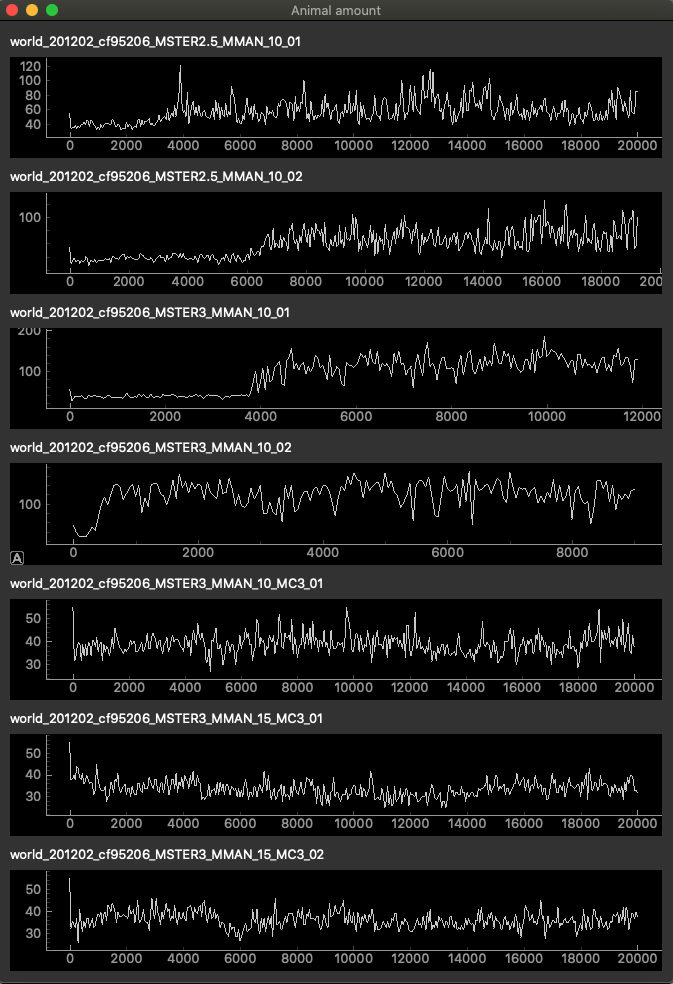 Animal amount
world_201202_cf95206_MSTER2.5_MMAN_10_01
120
100
80
60
40
0 2000 4000 6000 8000 10000 12000 14000 16000 18000 20000
world_201202_cf95206_MSTER2.5_MMAN_10_02
100
0 2000 4000 6000 8000 10000 12000 14000 16000 18000 1920
world_201202_cf95206_MSTER3_MMAN_10_01
200
100
0 2000 4000 6000 8000 10000 12000
world_201202_cf95206_MSTER3_MMAN_10_02
100
0 2000 4000 6000 8000
A
world_201202_cf95206_MSTER3_MMAN_10_MC3_01
50
40
30
0 2000 4000 6000 8000 10000 12000 14000 16000 18000 20000
world_201202_cf95206_MSTER3_MMAN_15_MC3_01
50
40
30
0 2000 4000 6000 8000 10000 12000 14000 16000 18000 20000
world_201202_cf95206_MSTER3_MMAN_15_MC3_02
50
40
30
0 2000 4000 6000 8000 10000 12000 14000 16000 18000 20000